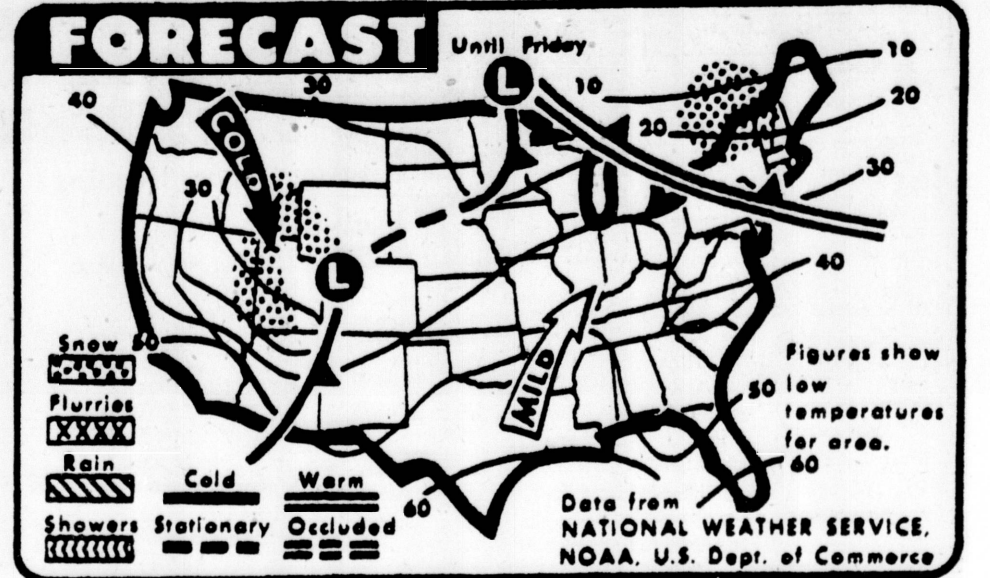 FORECAST
Until Friday
L
10
10
20
20
30
30
30
40
40
50
50
60
60
COLD
L
MILD
Snow
Flurries
Rain
Showers
Cold
Warm
Stationary
Occluded
Figures show
low
temperatures
for area.
Data from
NATIONAL WEATHER SERVICE,
NOAA, U.S. Dept. of Commerce